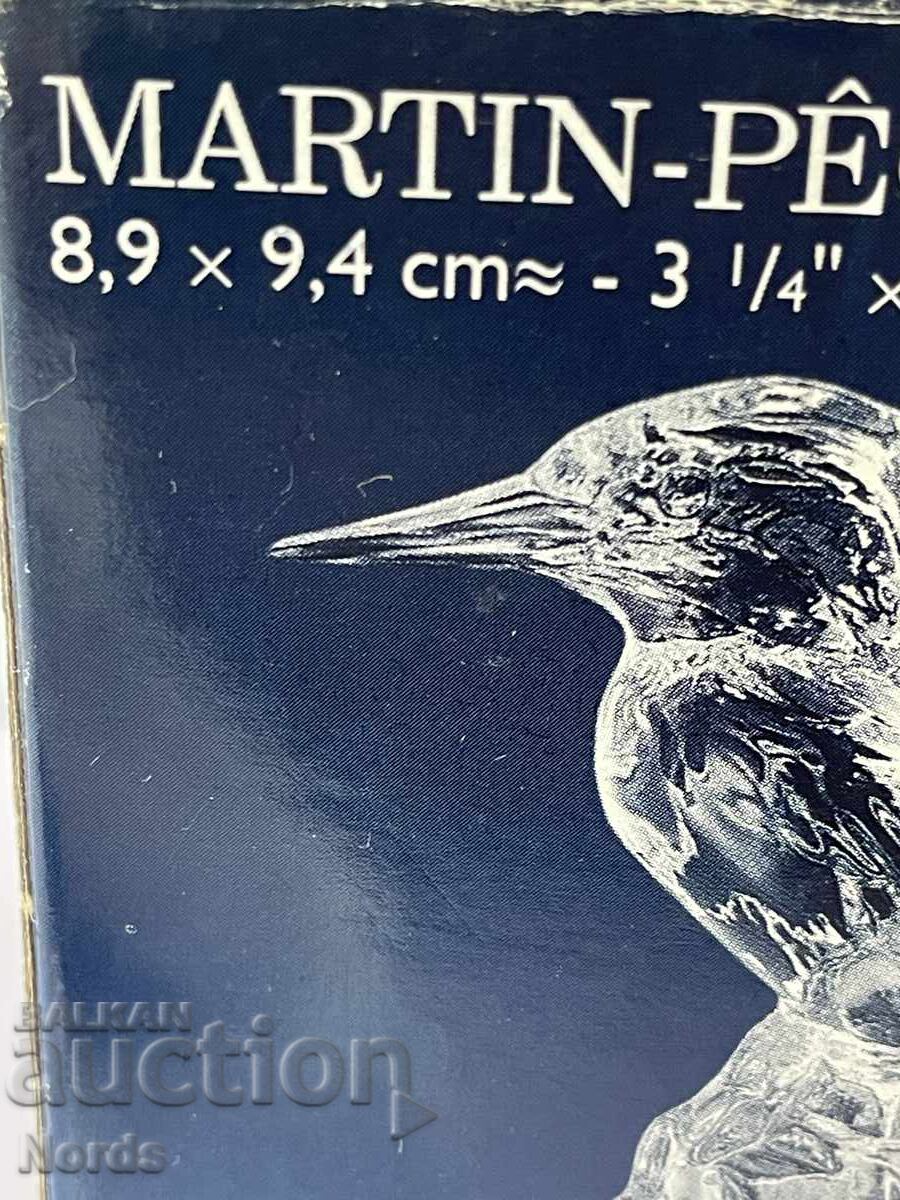 MARTIN-PÊ
8,9 × 9,4 cm≈ - 3 1/4" ×
BALKAN
auction
Nords